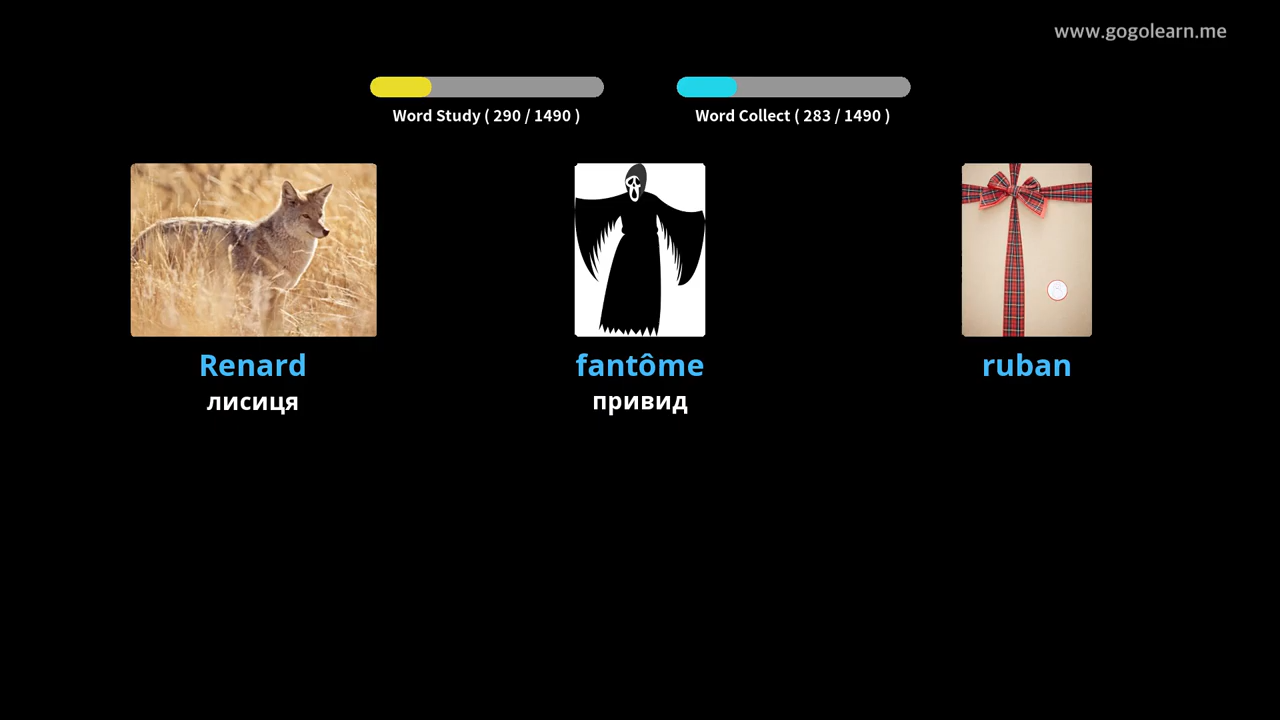 www.gogolearn.me
Word Study ( 290 / 1490 )
Word Collect ( 283 / 1490 )
Renard
лисиця
fantôme
привид
ruban